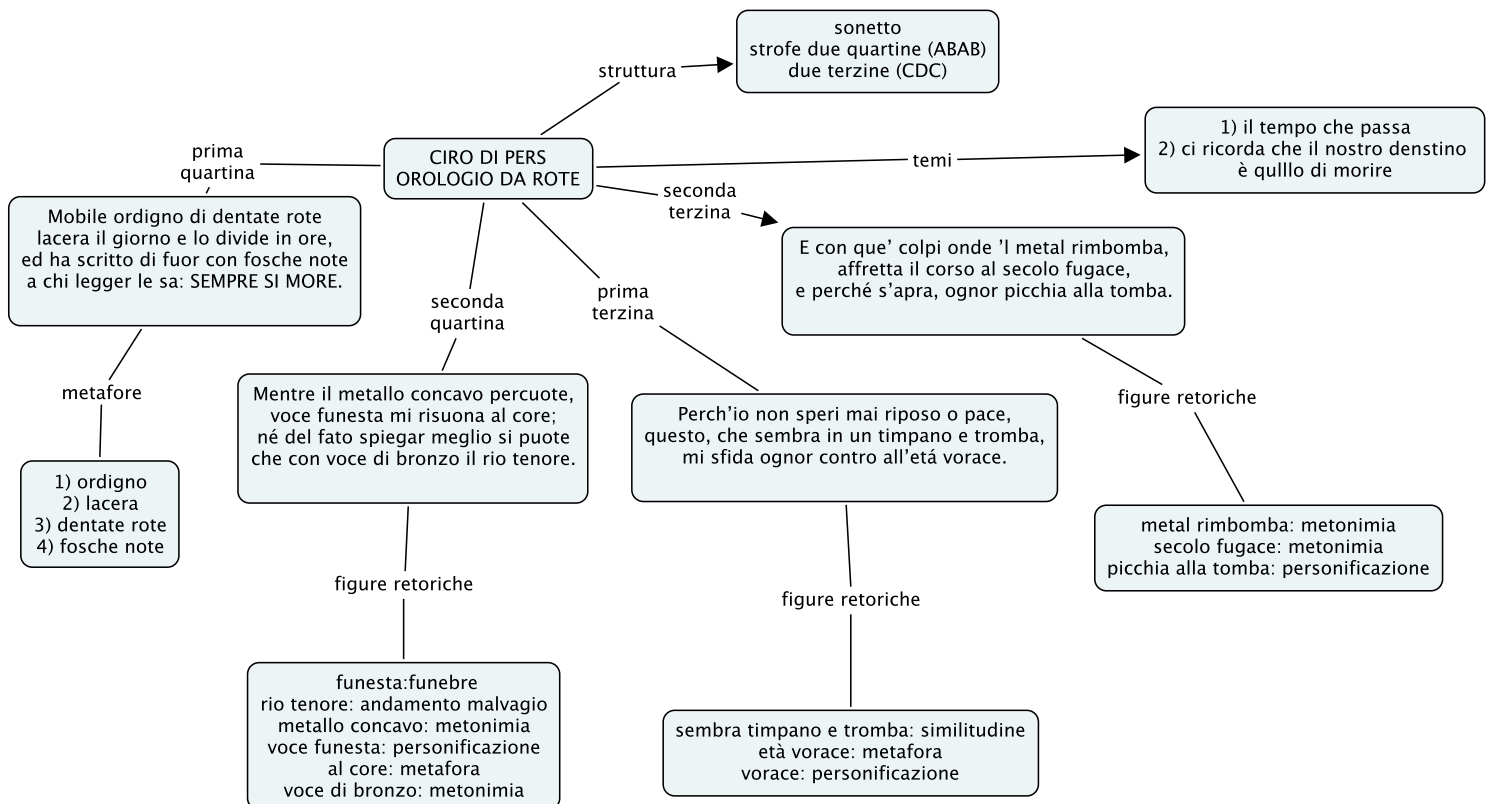 sonetto
strofe due quartine (ABAB)
due terzine (CDC)
struttura
CIRO DI PERS
OROLOGIO DA ROTE
temi
1) il tempo che passa
2) ci ricorda che il nostro denstino
è qulllo di morire
prima
quartina
Mobile ordigno di dentate rote
lacera il giorno e lo divide in ore,
ed ha scritto di fuor con fosche note
a chi legger le sa: SEMPRE SI MORE.
metafore
1) ordigno
2) lacera
3) dentate rote
4) fosche note
seconda
quartina
Mentre il metallo concavo percuote,
voce funesta mi risuona al core;
né del fato spiegar meglio si puote
che con voce di bronzo il rio tenore.
figure retoriche
funesta:funebre
rio tenore: andamento malvagio
metallo concavo: metonimia
voce funesta: personificazione
al core: metafora
voce di bronzo: metonimia
prima
terzina
Perch’io non speri mai riposo o pace,
questo, che sembra in un timpano e tromba,
mi sfida ognor contro all’etá vorace.
figure retoriche
sembra timpano e tromba: similitudine
età vorace: metafora
vorace: personificazione
seconda
terzina
E con que’ colpi onde ’l metal rimbomba,
affretta il corso al secolo fugace,
e perché s’apra, ognor picchia alla tomba.
figure retoriche
metal rimbomba: metonimia
secolo fugace: metonimia
picchia alla tomba: personificazione